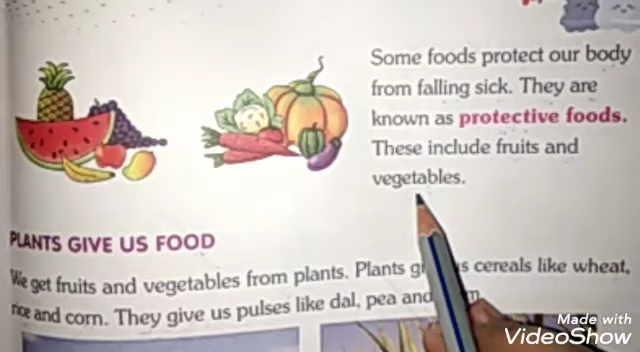 Some foods protect our body
from falling sick. They are
known as protective foods.
These include fruits and
vegetables.
PLANTS GIVE US FOOD
We get fruits and vegetables from plants. Plants cereals like wheat,
rice and corn. They give us pulses like dal, pea and
Made with
VideoShow